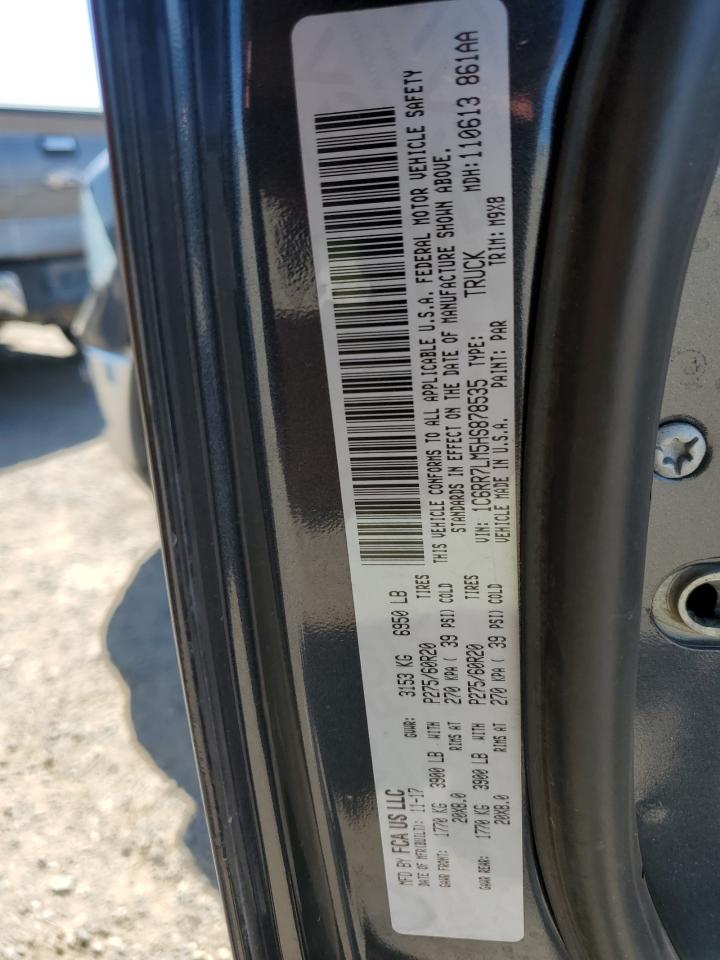 MFD BY FCA US LLC
DATE OF MFR(BUILT): 11-17 GVWR: 3153 KG 6950 LB
GAWR FRONT: 1770 KG 3900 LB WITH P275/60R20 TIRES
20X8.0 RIMS AT 270 KPA ( 39 PSI) COLD
GAWR REAR: 1770 KG 3900 LB WITH P275/60R20 TIRES
20X8.0 RIMS AT 270 KPA ( 39 PSI) COLD
THIS VEHICLE CONFORMS TO ALL APPLICABLE U.S.A. FEDERAL MOTOR VEHICLE SAFETY
STANDARDS IN EFFECT ON THE DATE OF MANUFACTURE SHOWN ABOVE.
VIN: 1C6RR7LM5HS878535 TYPE: TRUCK MDH: 110613 861AA
VEHICLE MADE IN U.S.A. PAINT: PAR TRIM: M9X8